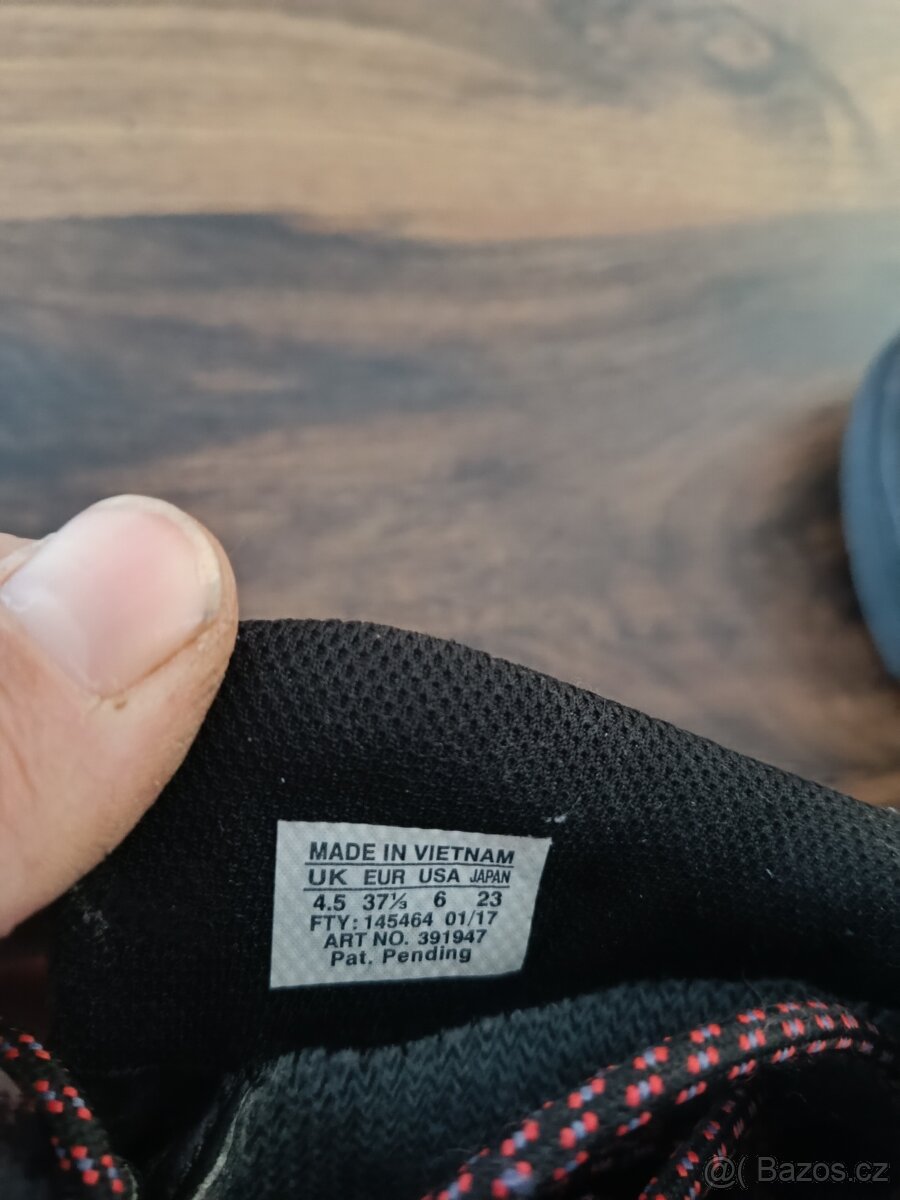 MADE IN VIETNAM
UK EUR USA JAPAN
4.5 37⅓ 6 23
FTY: 145464 01/17
ART NO. 391947
Pat. Pending
@( Bazos.cz